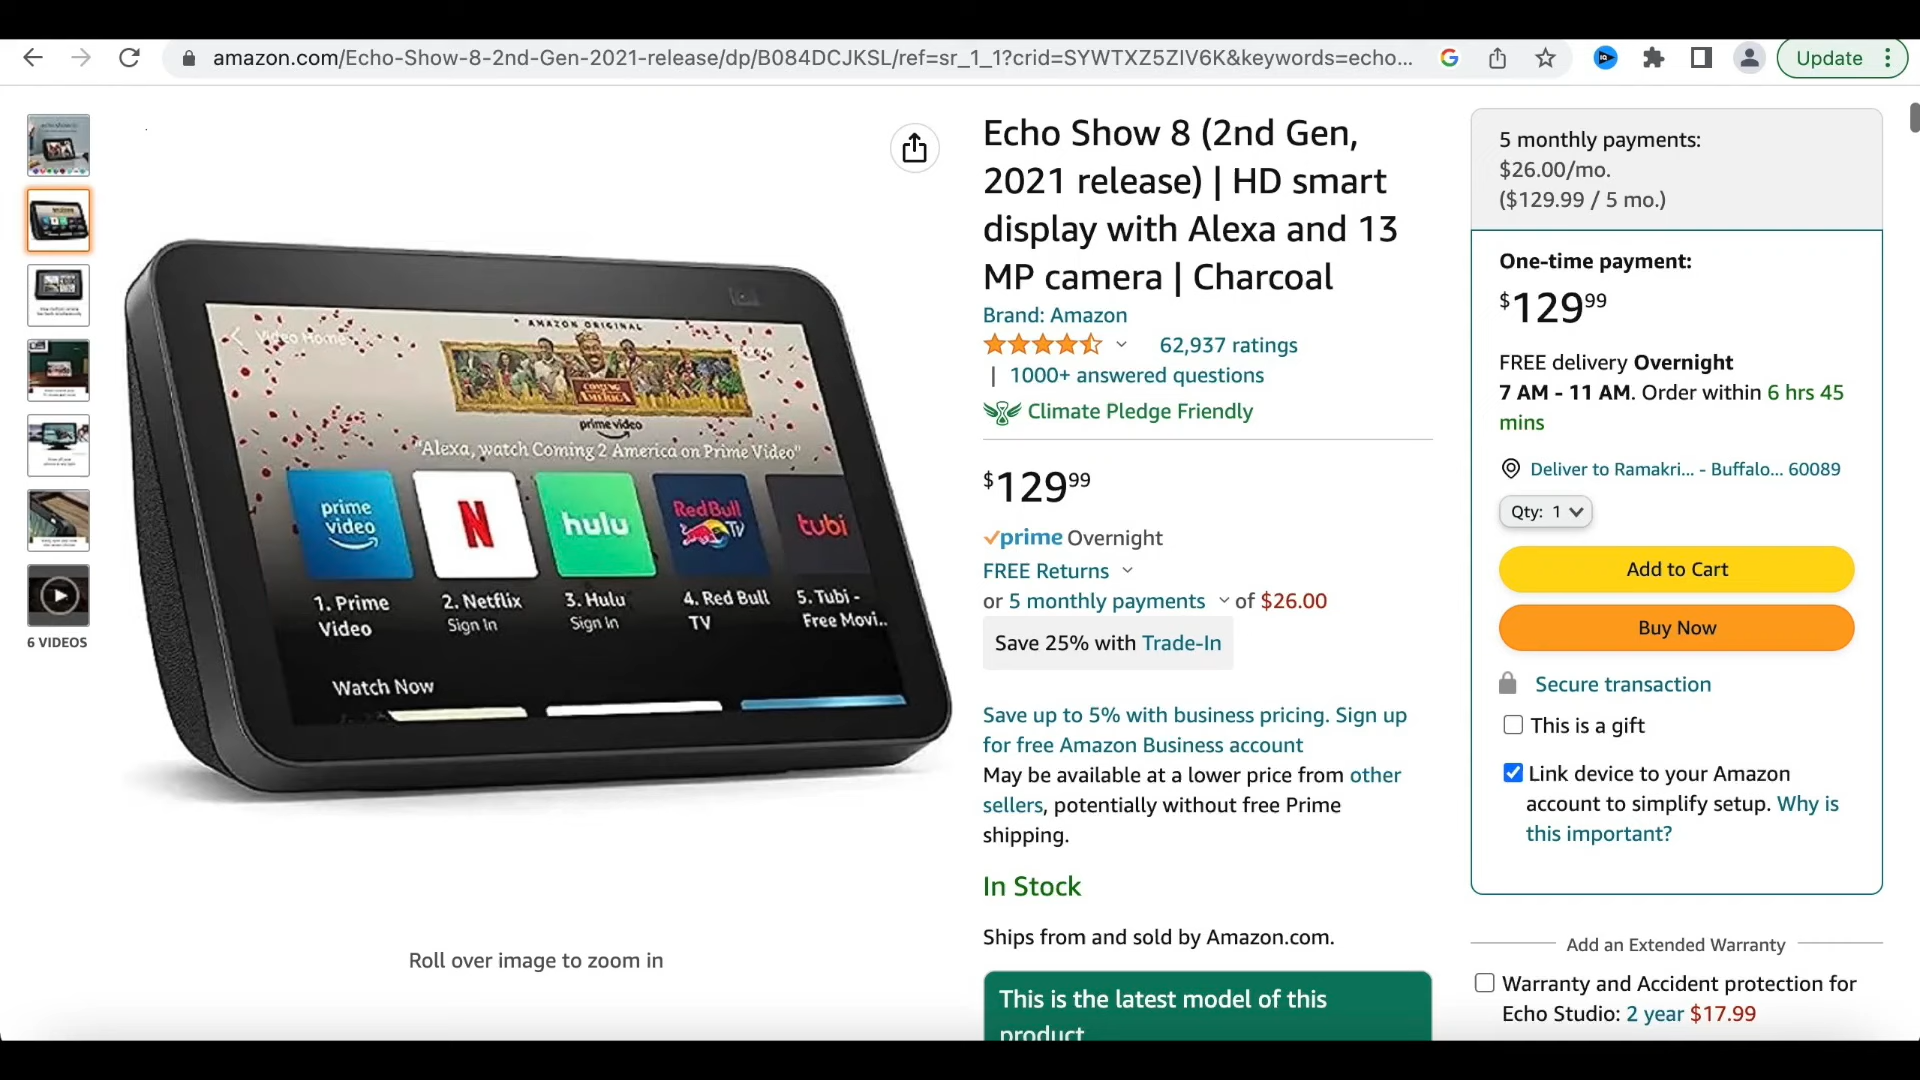 amazon.com/Echo-Show-8-2nd-Gen-2021-release/dp/B084DCJKSL/ref=sr_1_1?crid=SYWTXZ5ZIV6K&keywords=echo...
Update
6 VIDEOS
Video Home
AMAZON ORIGINAL
COMING
AMERICA
prime video
"Alexa, watch Coming 2 America on Prime Video"
prime
video
N
hulu
RedBull
TV
tubi
1. Prime
Video
2. Netflix
Sign In
3. Hulu
Sign In
4. Red Bull
TV
5. Tubi -
Free Movi..
Watch Now
Roll over image to zoom in
Echo Show 8 (2nd Gen,
2021 release) | HD smart
display with Alexa and 13
MP camera | Charcoal
Brand: Amazon
62,937 ratings
| 1000+ answered questions
Climate Pledge Friendly
$129 99
prime Overnight
FREE Returns
or 5 monthly payments of $26.00
Save 25% with Trade-In
Save up to 5% with business pricing. Sign up
for free Amazon Business account
May be available at a lower price from other
sellers, potentially without free Prime
shipping.
In Stock
Ships from and sold by Amazon.com.
This is the latest model of this
product
5 monthly payments:
$26.00/mo.
($129.99 / 5 mo.)
One-time payment:
$129 99
FREE delivery Overnight
7 AM - 11 AM. Order within 6 hrs 45
mins
Deliver to Ramakri... - Buffalo... 60089
Qty: 1
Add to Cart
Buy Now
Secure transaction
This is a gift
Link device to your Amazon
account to simplify setup. Why is
this important?
Add an Extended Warranty
Warranty and Accident protection for
Echo Studio: 2 year $17.99